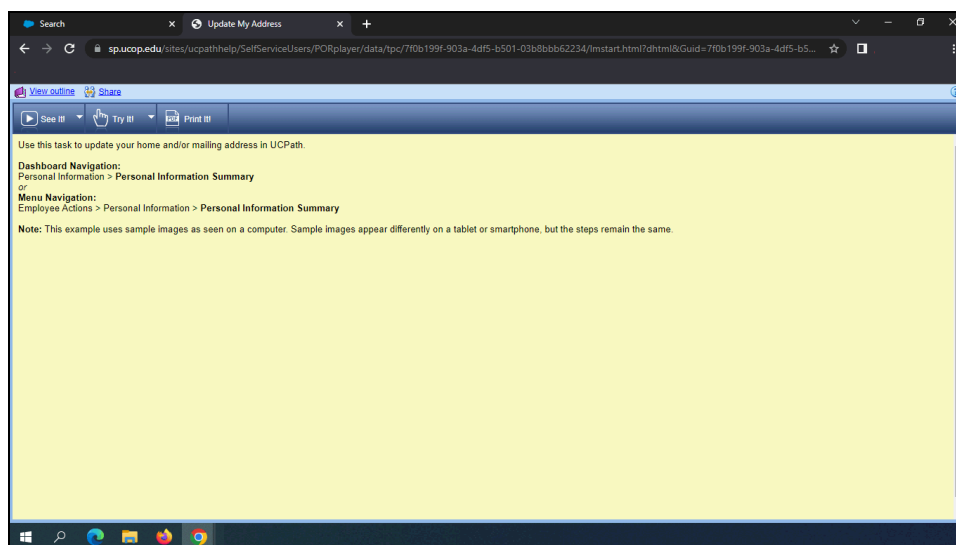 Search
Update My Address
sp.ucop.edu/sites/ucpathhelp/SelfServiceUsers/PORplayer/data/tpc/7f0b199f-903a-4df5-b501-03b8bbb62234/lmstart.html?dhtml&Guid=7f0b199f-903a-4df5-b5...
View outline Share
See It! Try It! Print It!
Use this task to update your home and/or mailing address in UCPath.
Dashboard Navigation:
Personal Information > Personal Information Summary
or
Menu Navigation:
Employee Actions > Personal Information > Personal Information Summary
Note: This example uses sample images as seen on a computer. Sample images appear differently on a tablet or smartphone, but the steps remain the same.